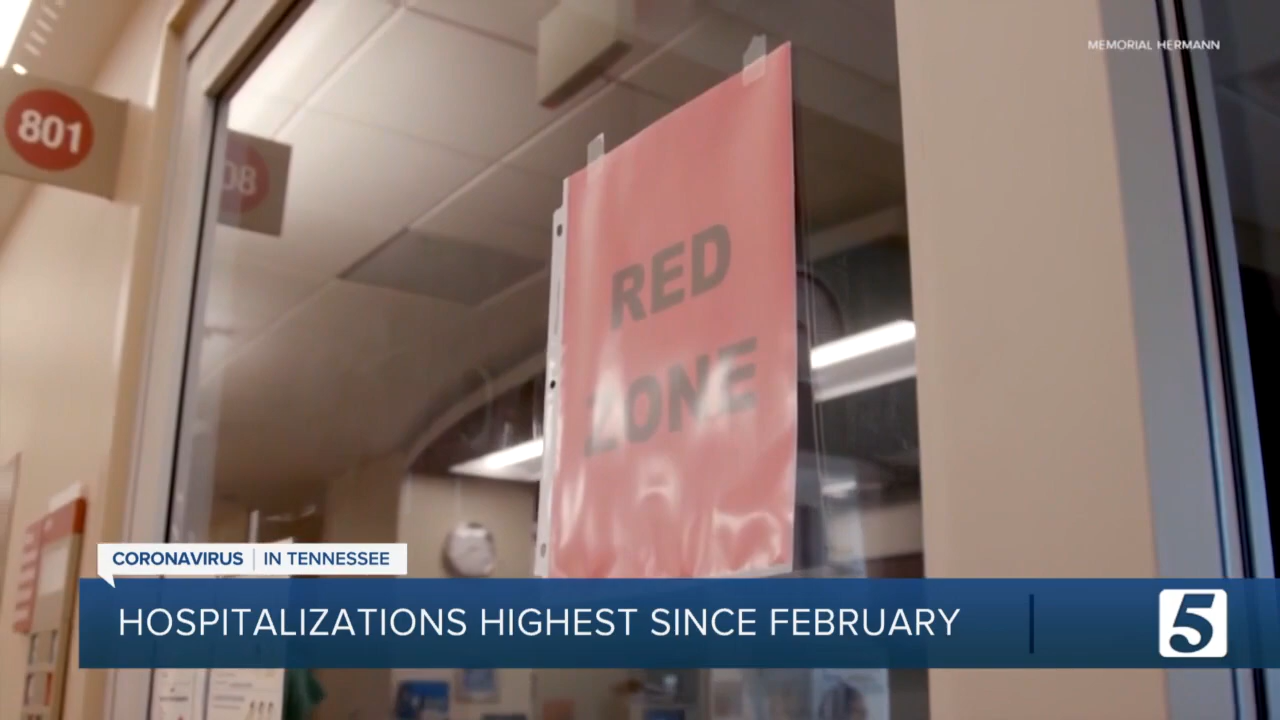 MEMORIAL HERMANN
801
08
RED
ZONE
CORONAVIRUS | IN TENNESSEE
HOSPITALIZATIONS HIGHEST SINCE FEBRUARY
5